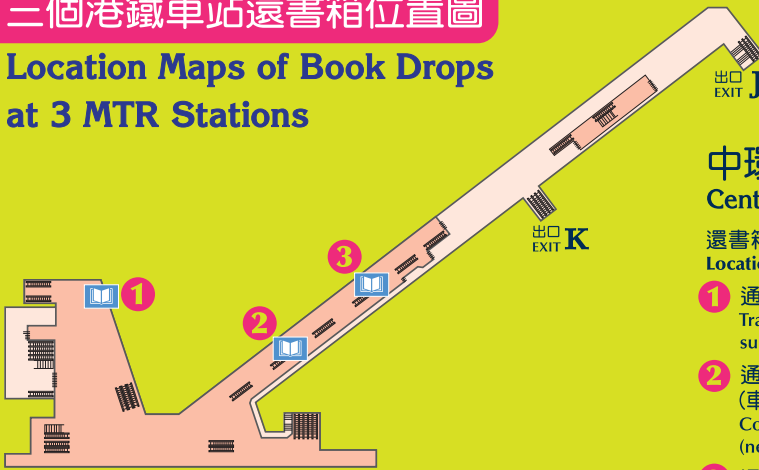 三個港鐵車站還書箱位置圖
Location Maps of Book Drops
at 3 MTR Stations
出口
EXIT J
出口
EXIT K
3
1
2
中環
Cent
還書箱
Locatio
1 通
Tra
su
2 通
(車
Co
(ne